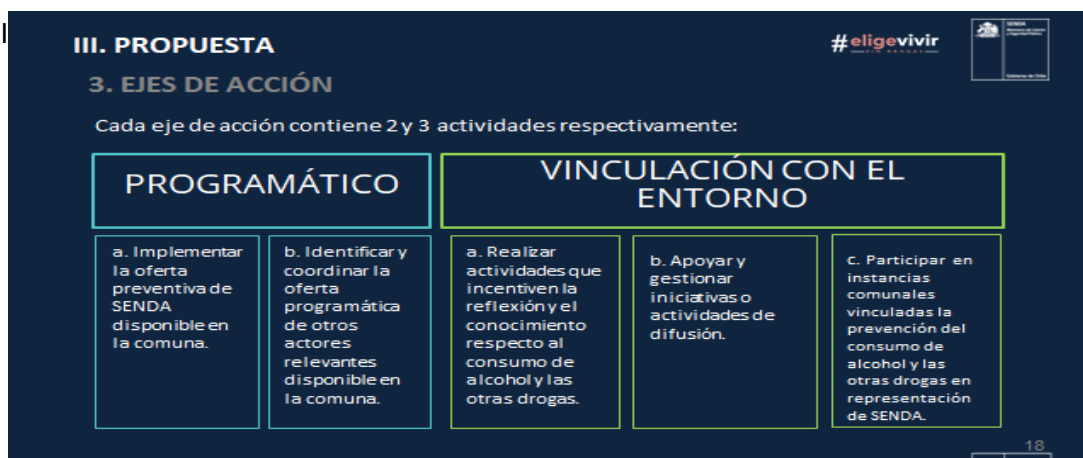 III. PROPUESTA
#eligevivir
SENDA
Gobierno de Chile
3. EJES DE ACCIÓN
Cada eje de acción contiene 2 y 3 actividades respectivamente:
PROGRAMÁTICO
VINCULACIÓN CON EL
ENTORNO
a. Implementar
la oferta
preventiva de
SENDA
disponible en
la comuna.
b. Identificar y
coordinar la
oferta
programática
de otros
actores
relevantes
disponible en
la comuna.
a. Realizar
actividades que
incentiven la
reflexión y el
conocimiento
respecto al
consumo de
alcohol y las
otras drogas.
b. Apoyar y
gestionar
iniciativas o
actividades de
difusión.
c. Participar en
instancias
comunales
vinculadas la
prevención del
consumo de
alcohol y las
otras drogas en
representación
de SENDA.
18